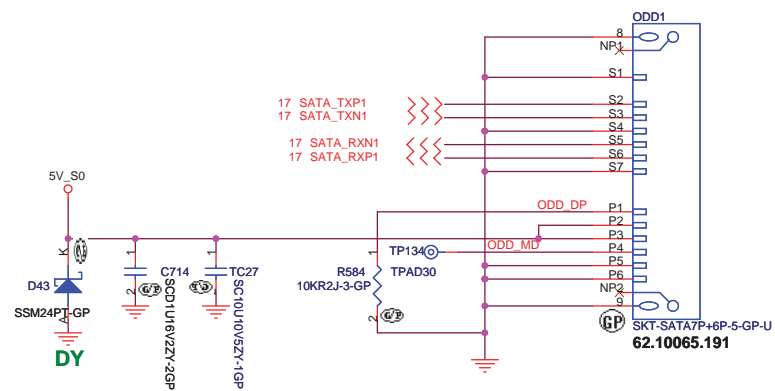 ODD1
8
NP1
S1
17 SATA_TXP1
S2
17 SATA_TXN1
S3
S4
17 SATA_RXN1
S5
17 SATA_RXP1
S6
S7
5V_S0
ODD_DP
P1
P2
P3
TP134
ODD_MD
P4
TPAD30
P5
P6
NP2
9
K
D43
SSM24PT-GP
A
DY
1
C714
2
SCD1U16V2ZY-2GP
1
TC27
2
SC10U10V5ZY-1GP
1
R584
10KR2J-3-GP
2
GP
SKT-SATA7P+6P-5-GP-U
62.10065.191